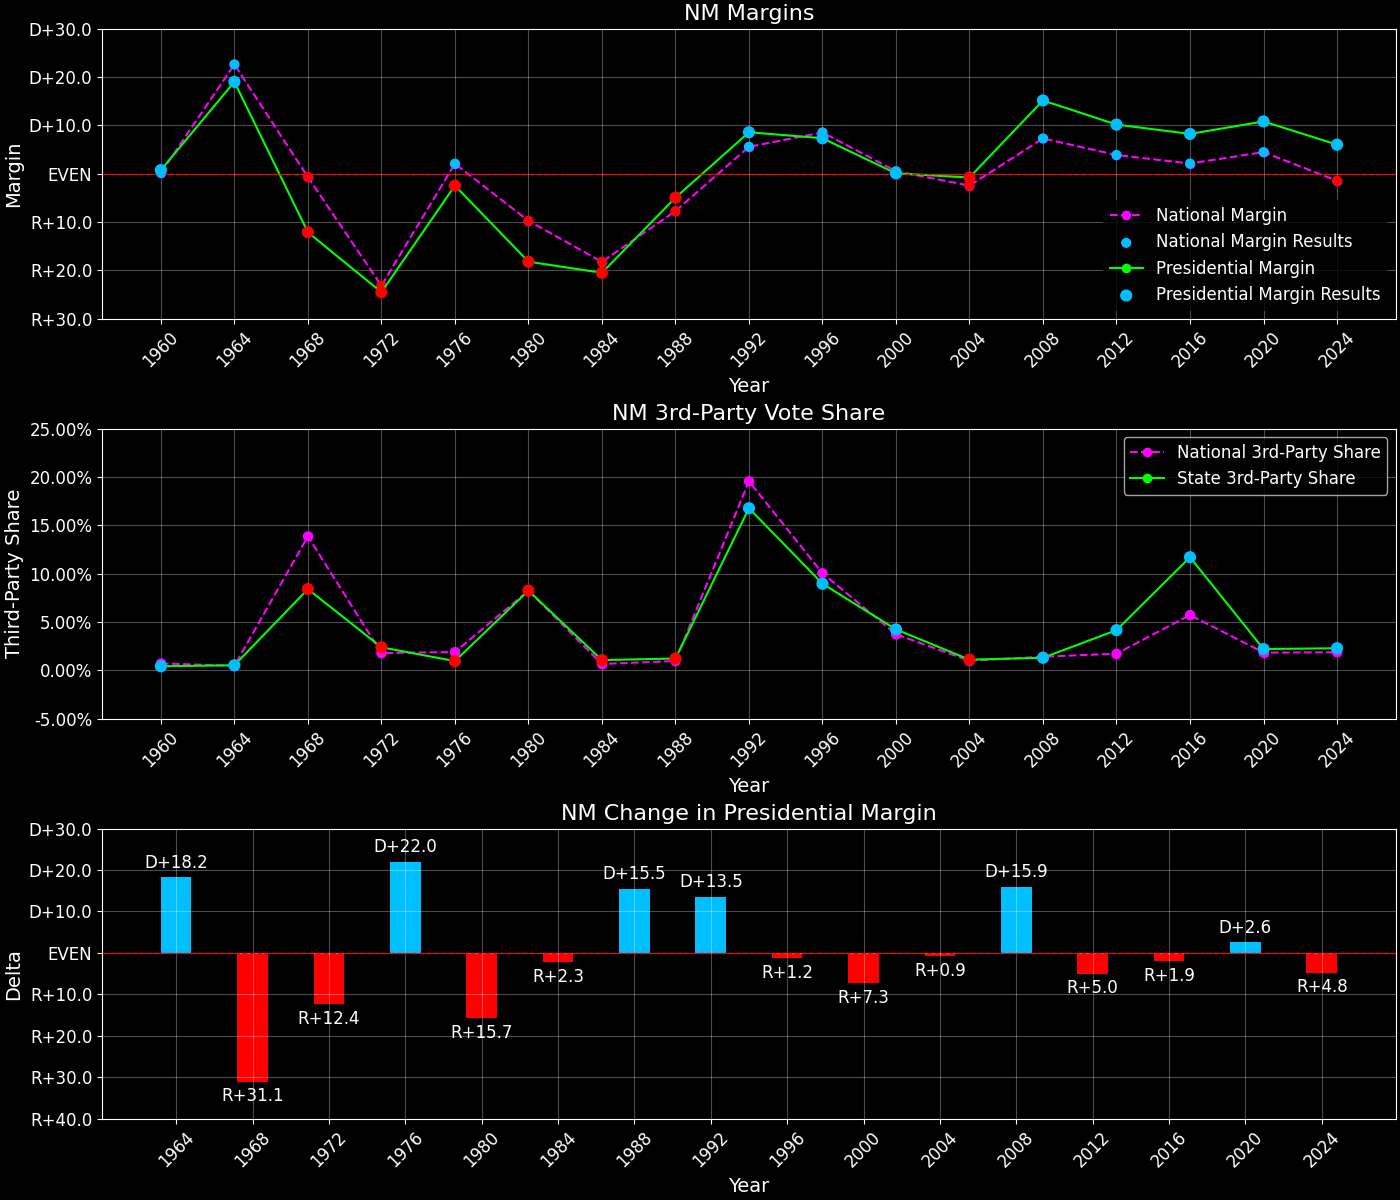 NM Margins
D+30.0
D+20.0
D+10.0
EVEN
R+10.0
R+20.0
R+30.0
Margin
National Margin
National Margin Results
Presidential Margin
Presidential Margin Results
1960 1964 1968 1972 1976 1980 1984 1988 1992 1996 2000 2004 2008 2012 2016 2020 2024
Year
NM 3rd-Party Vote Share
25.00%
20.00%
15.00%
10.00%
5.00%
0.00%
-5.00%
Third-Party Share
National 3rd-Party Share
State 3rd-Party Share
1960 1964 1968 1972 1976 1980 1984 1988 1992 1996 2000 2004 2008 2012 2016 2020 2024
Year
NM Change in Presidential Margin
D+30.0
D+20.0
D+10.0
EVEN
R+10.0
R+20.0
R+30.0
R+40.0
Delta
D+18.2
R+31.1
R+12.4
D+22.0
R+15.7
R+2.3
D+15.5
D+13.5
R+1.2
R+7.3
R+0.9
D+15.9
R+5.0
R+1.9
D+2.6
R+4.8
1964 1968 1972 1976 1980 1984 1988 1992 1996 2000 2004 2008 2012 2016 2020 2024
Year